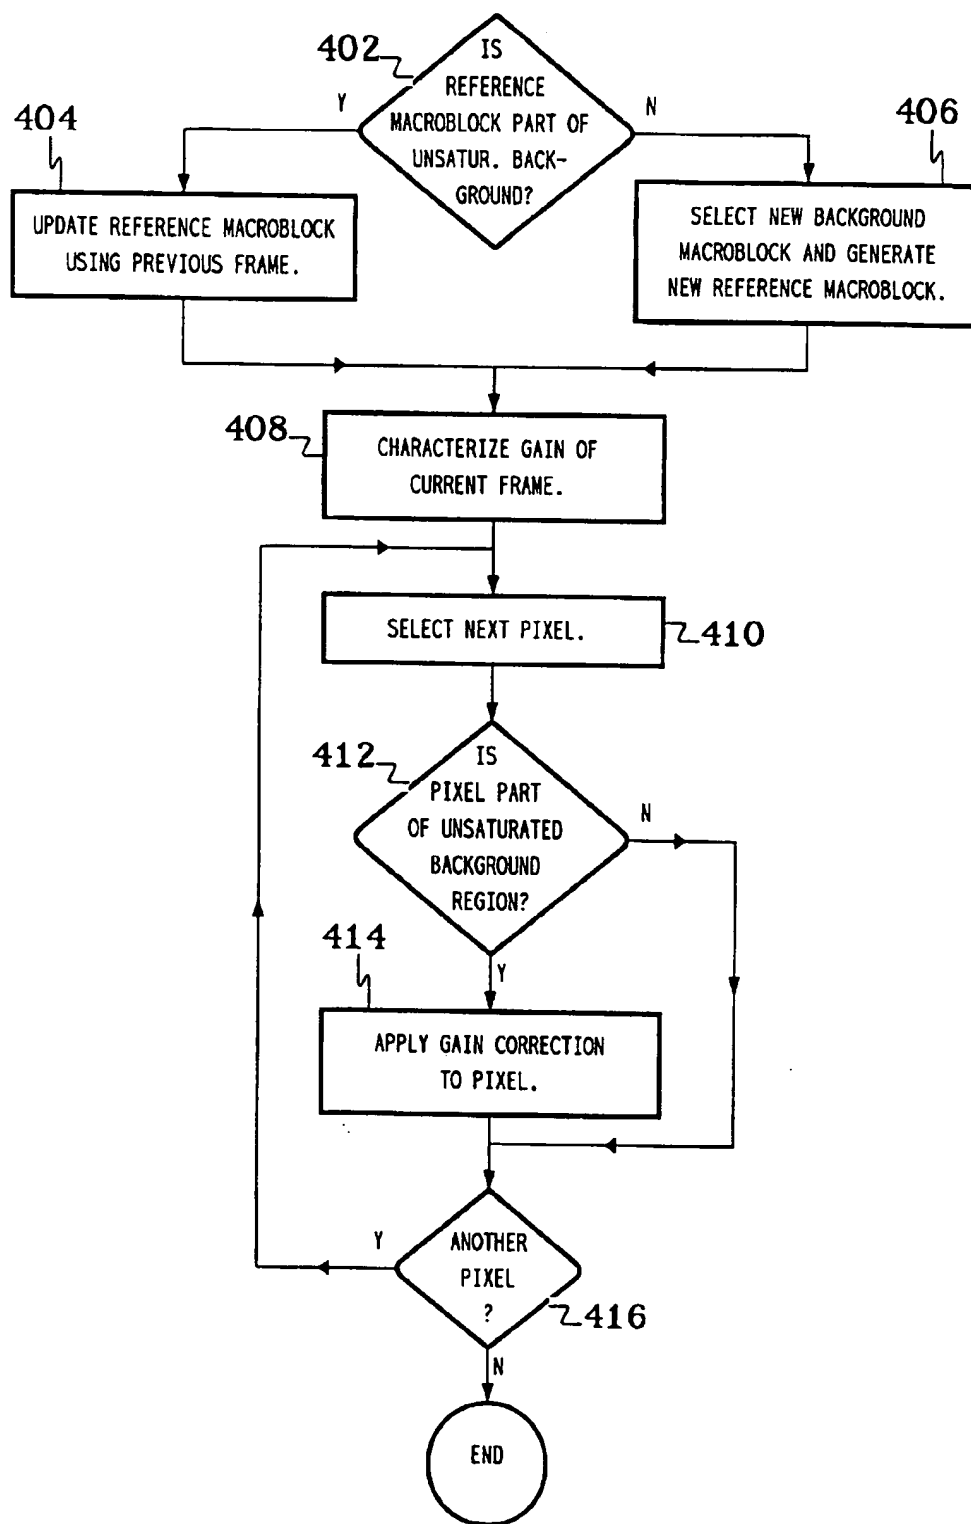 402
IS
REFERENCE
MACROBLOCK PART OF
UNSATUR. BACK-
GROUND?
Y
N
404
406
UPDATE REFERENCE MACROBLOCK
USING PREVIOUS FRAME.
SELECT NEW BACKGROUND
MACROBLOCK AND GENERATE
NEW REFERENCE MACROBLOCK.
408
CHARACTERIZE GAIN OF
CURRENT FRAME.
SELECT NEXT PIXEL.
410
412
IS
PIXEL PART
OF UNSATURATED
BACKGROUND
REGION?
N
Y
414
APPLY GAIN CORRECTION
TO PIXEL.
Y
ANOTHER
PIXEL
?
416
N
END